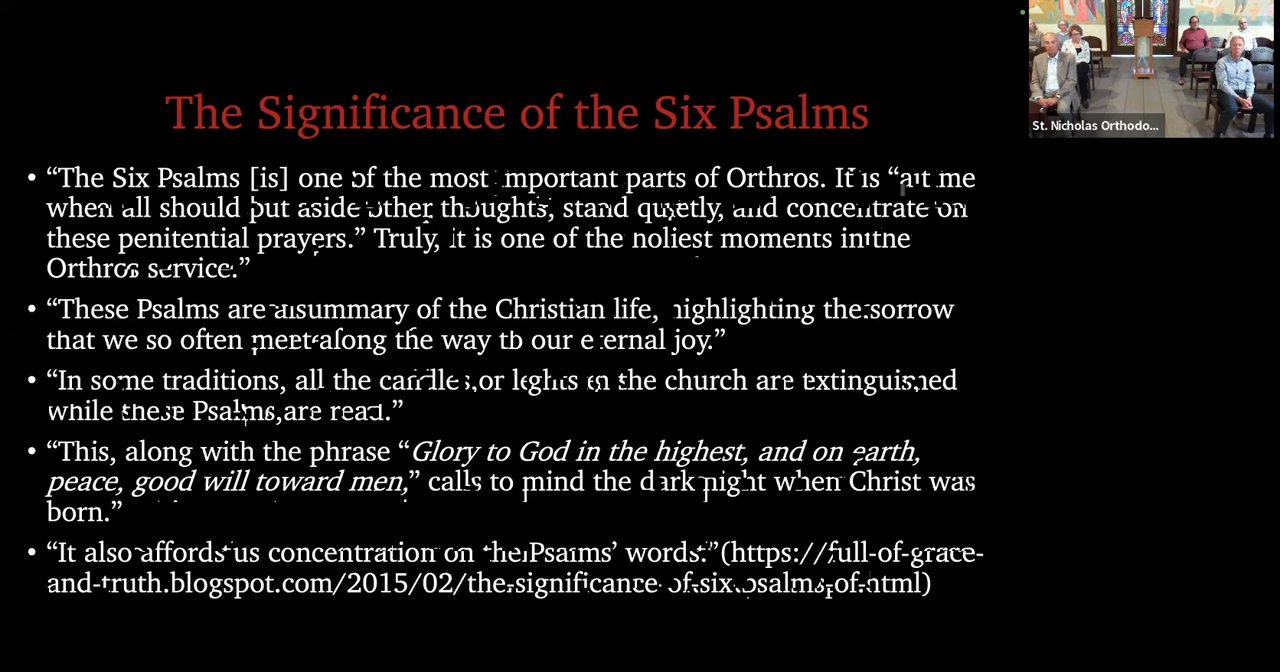 The Significance of the Six Psalms
St. Nicholas Orthodo...
• “The Six Psalms [is] one of the most important parts of Orthros. It is “a time
when all should put aside other thoughts, stand quietly, and concentrate on
these penitential prayers.” Truly, it is one of the holiest moments in the
Orthros service.”
• “These Psalms are a summary of the Christian life, highlighting the sorrow
that we so often meet along the way to our eternal joy.”
• “In some traditions, all the candles or lights in the church are extinguished
while these Psalms are read.”
• “This, along with the phrase “Glory to God in the highest, and on earth,
peace, good will toward men,” calls to mind the dark night when Christ was
born.”
• “It also affords us concentration on the Psalms’ words.”(https://full-of-grace-
and-truth.blogspot.com/2015/02/the-significance-of-six-psalms-of.html)